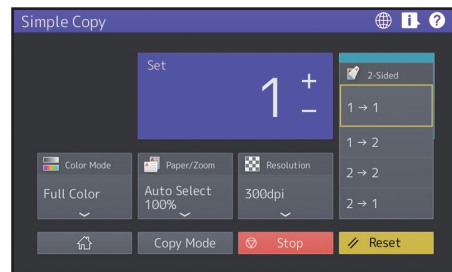 Simple Copy
i
?
Set
1
+
-
2-Sided
1 → 1
1 → 2
2 → 2
2 → 1
Color Mode
Full Color
Paper/Zoom
Auto Select
100%
Resolution
300dpi
Copy Mode
Stop
Reset